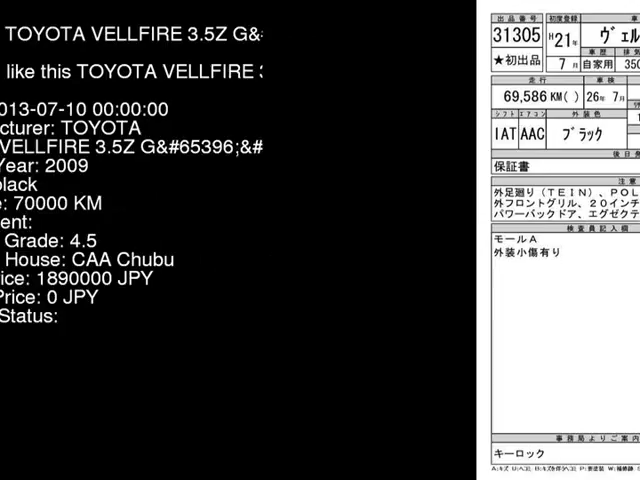 TOYOTA VELLFIRE 3.5Z G&
like this TOYOTA VELLFIRE
013-07-10 00:00:00
cturer: TOYOTA
VELLFIRE 3.5Z G&#65396;&#
Year: 2009
black
e: 70000 KM
ent:
Grade: 4.5
House: CAA Chubu
ice: 1890000 JPY
Price: 0 JPY
Status:
出品番号 初度登録 車
31305 H21年 ヴェル
車歴 排気
★初出品 7月 自家用 350
走行 車検
69,586 KM( ) 26年 7月
シフト エアコン 外装色
IAT AAC ブラック
後日発
保証書
注意
外足廻り(TEIN)、POL
外フロントグリル、20インチ
パワーバックドア、エグゼクテ
検査員記入欄
モールA
外装小傷有り
事務局よりご案内
キーロック